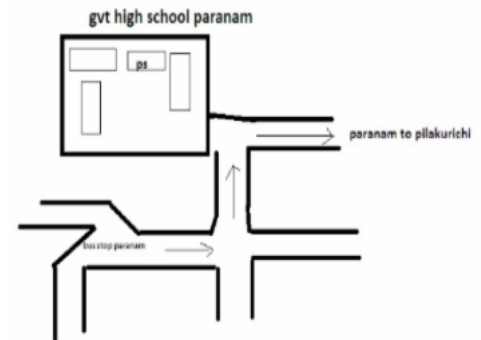 gvt high school paranam
ps
paranam to pilakurichi
bus stop paranam